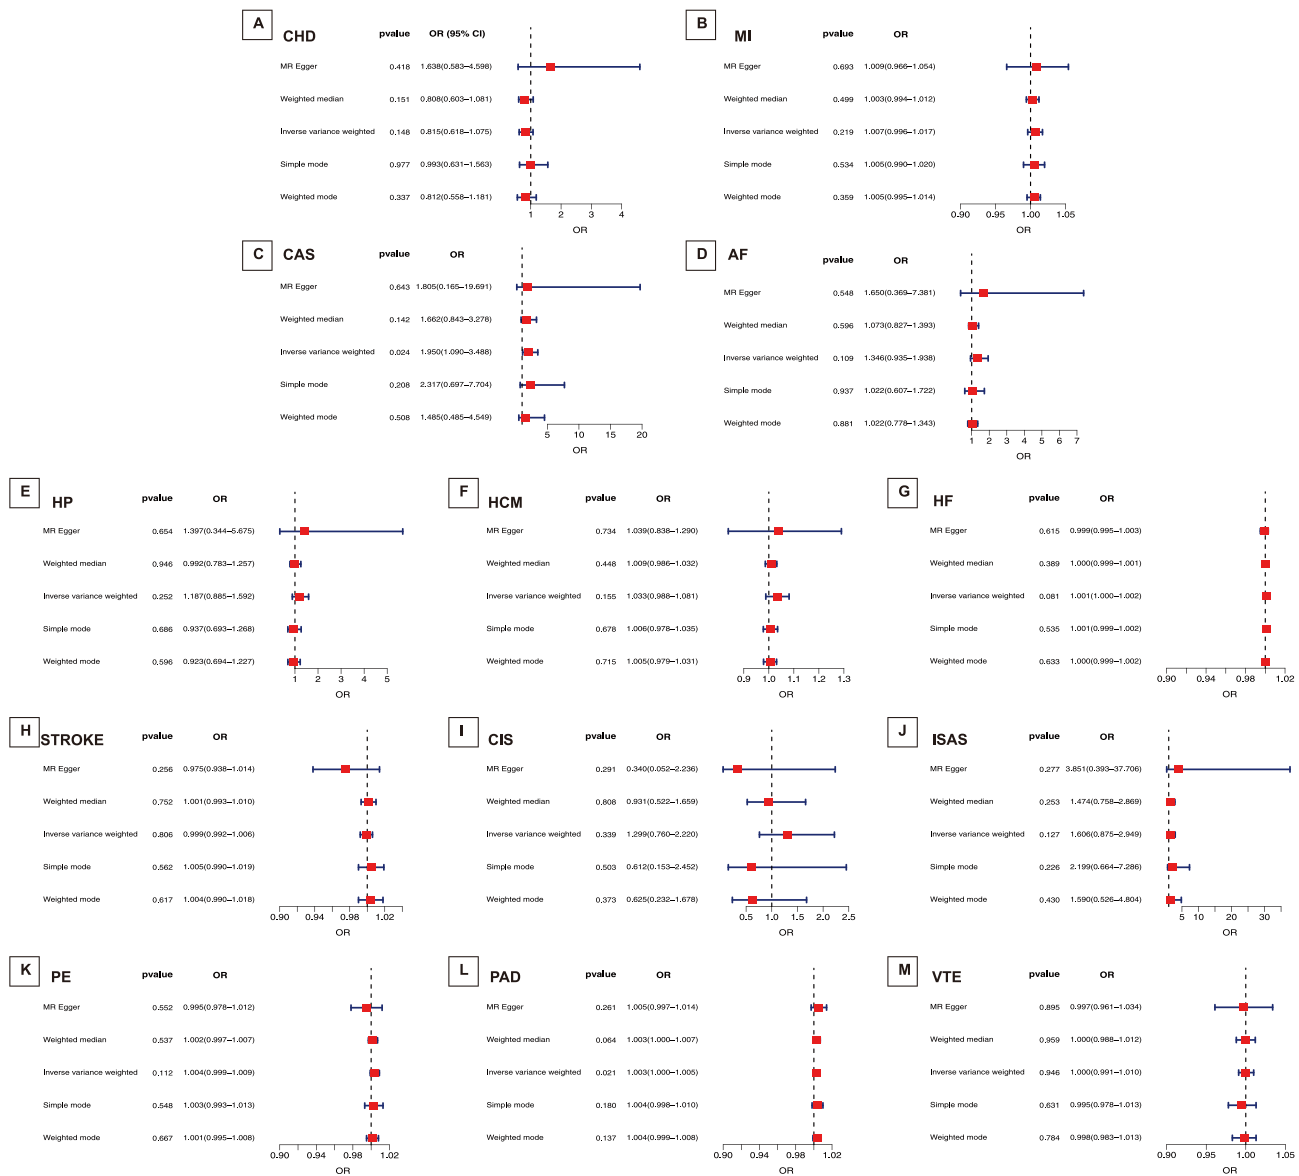 A CHD pvalue OR (95% CI)
MR Egger 0.418 1.638(0.583–4.598)
Weighted median 0.151 0.808(0.603–1.081)
Inverse variance weighted 0.148 0.815(0.618–1.075)
Simple mode 0.977 0.993(0.631–1.563)
Weighted mode 0.337 0.812(0.558–1.181)
1 2 3 4
OR
B MI pvalue OR
MR Egger 0.693 1.009(0.966–1.054)
Weighted median 0.499 1.003(0.994–1.012)
Inverse variance weighted 0.219 1.007(0.996–1.017)
Simple mode 0.534 1.005(0.990–1.020)
Weighted mode 0.359 1.005(0.995–1.014)
0.90 0.95 1.00 1.05
OR
C CAS pvalue OR
MR Egger 0.643 1.805(0.165–19.691)
Weighted median 0.142 1.662(0.843–3.278)
Inverse variance weighted 0.024 1.950(1.090–3.488)
Simple mode 0.208 2.317(0.697–7.704)
Weighted mode 0.508 1.485(0.485–4.549)
5 10 15 20
OR
D AF pvalue OR
MR Egger 0.548 1.650(0.369–7.381)
Weighted median 0.596 1.073(0.827–1.393)
Inverse variance weighted 0.109 1.346(0.935–1.938)
Simple mode 0.937 1.022(0.607–1.722)
Weighted mode 0.881 1.022(0.778–1.343)
1 2 3 4 5 6 7
OR
E HP pvalue OR
MR Egger 0.654 1.397(0.344–5.675)
Weighted median 0.946 0.992(0.783–1.257)
Inverse variance weighted 0.252 1.187(0.885–1.592)
Simple mode 0.686 0.937(0.693–1.268)
Weighted mode 0.596 0.923(0.694–1.227)
1 2 3 4 5
OR
F HCM pvalue OR
MR Egger 0.734 1.039(0.838–1.290)
Weighted median 0.448 1.009(0.986–1.032)
Inverse variance weighted 0.155 1.033(0.988–1.081)
Simple mode 0.678 1.006(0.978–1.035)
Weighted mode 0.715 1.005(0.979–1.031)
0.9 1.0 1.1 1.2 1.3
OR
G HF pvalue OR
MR Egger 0.615 0.999(0.995–1.003)
Weighted median 0.389 1.000(0.999–1.001)
Inverse variance weighted 0.081 1.001(1.000–1.002)
Simple mode 0.535 1.001(0.999–1.002)
Weighted mode 0.633 1.000(0.999–1.002)
0.90 0.94 0.98 1.02
OR
H STROKE pvalue OR
MR Egger 0.256 0.975(0.938–1.014)
Weighted median 0.752 1.001(0.993–1.010)
Inverse variance weighted 0.806 0.999(0.992–1.006)
Simple mode 0.562 1.005(0.990–1.019)
Weighted mode 0.617 1.004(0.990–1.018)
0.90 0.94 0.98 1.02
OR
I CIS pvalue OR
MR Egger 0.291 0.340(0.052–2.236)
Weighted median 0.808 0.931(0.522–1.659)
Inverse variance weighted 0.339 1.299(0.760–2.220)
Simple mode 0.503 0.612(0.153–2.452)
Weighted mode 0.373 0.625(0.232–1.678)
0.5 1.0 1.5 2.0 2.5
OR
J ISAS pvalue OR
MR Egger 0.277 3.851(0.393–37.706)
Weighted median 0.253 1.474(0.758–2.869)
Inverse variance weighted 0.127 1.606(0.875–2.949)
Simple mode 0.226 2.199(0.664–7.286)
Weighted mode 0.430 1.590(0.526–4.804)
5 10 20 30
OR
K PE pvalue OR
MR Egger 0.552 0.995(0.978–1.012)
Weighted median 0.537 1.002(0.997–1.007)
Inverse variance weighted 0.112 1.004(0.999–1.009)
Simple mode 0.548 1.003(0.993–1.013)
Weighted mode 0.667 1.001(0.995–1.008)
0.90 0.94 0.98 1.02
OR
L PAD pvalue OR
MR Egger 0.261 1.005(0.997–1.014)
Weighted median 0.064 1.003(1.000–1.007)
Inverse variance weighted 0.021 1.003(1.000–1.005)
Simple mode 0.180 1.004(0.998–1.010)
Weighted mode 0.137 1.004(0.999–1.008)
0.90 0.94 0.98 1.02
OR
M VTE pvalue OR
MR Egger 0.895 0.997(0.961–1.034)
Weighted median 0.959 1.000(0.988–1.012)
Inverse variance weighted 0.946 1.000(0.991–1.010)
Simple mode 0.631 0.995(0.978–1.013)
Weighted mode 0.784 0.998(0.983–1.013)
0.90 0.95 1.00 1.05
OR